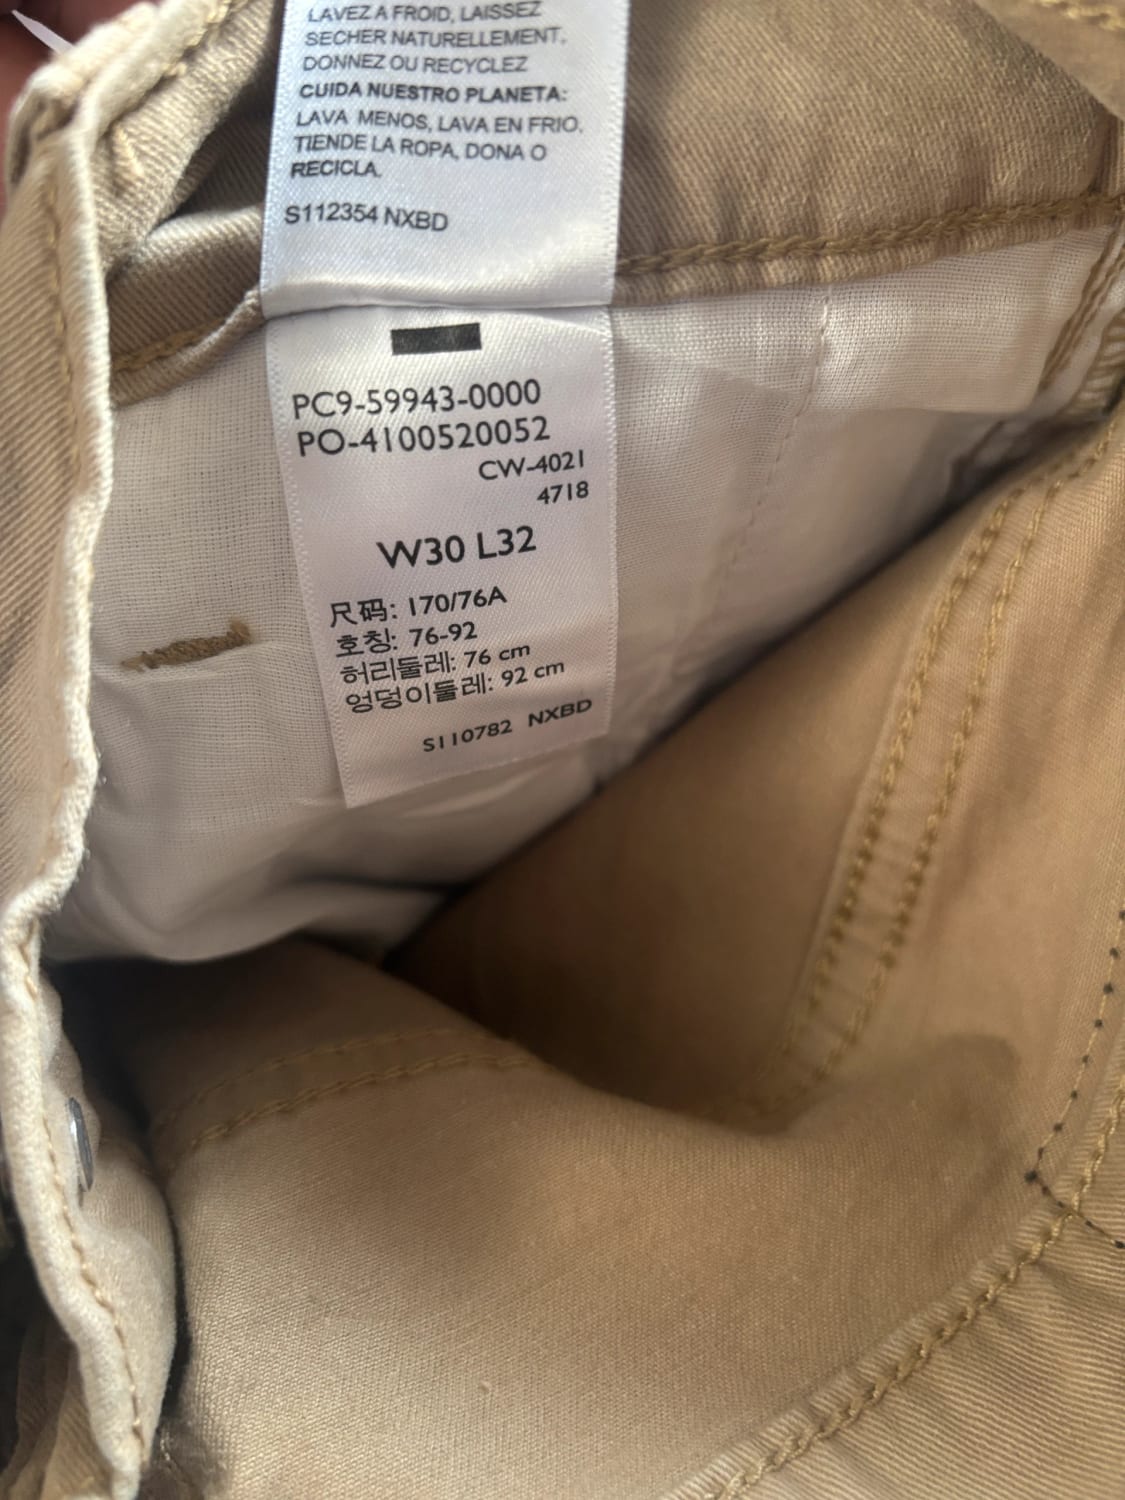 LAVEZ A FROID, LAISSEZ
SECHER NATURELLEMENT,
DONNEZ OU RECYCLEZ
CUIDA NUESTRO PLANETA:
LAVA MENOS, LAVA EN FRIO,
TIENDE LA ROPA, DONA O
RECICLA.
S112354 NXBD
PC9-59943-0000
PO-4100520052
CW-4021
4718
W30 L32
尺码: 170/76A
호칭: 76-92
허리둘레: 76 cm
엉덩이둘레: 92 cm
S110782 NXBD